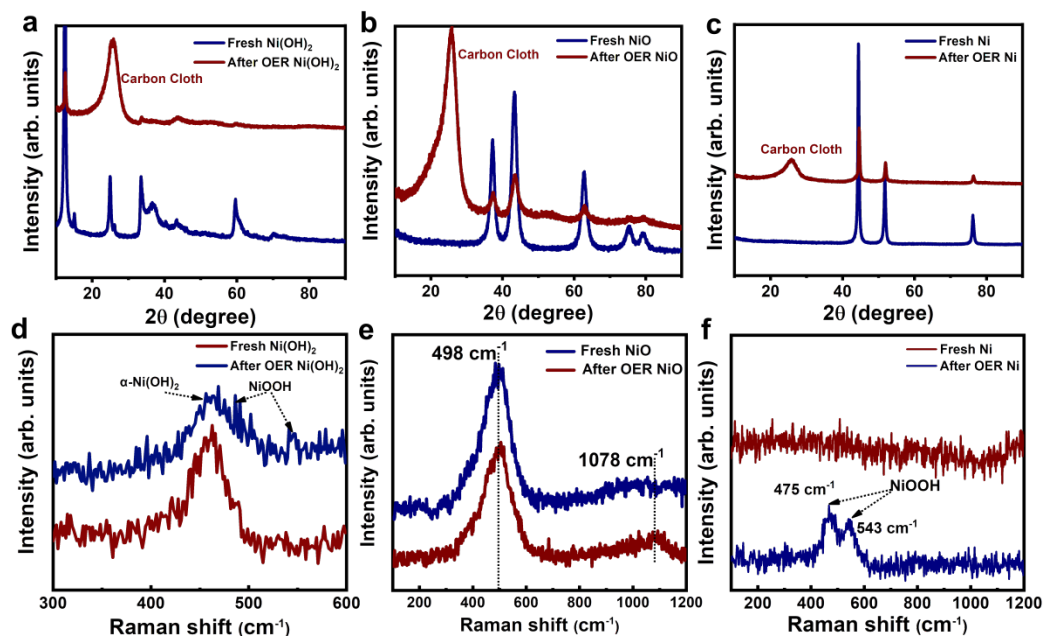 a
Fresh Ni(OH)₂
After OER Ni(OH)₂
Carbon Cloth
Intensity (arb. units)
20 40 60 80
2θ (degree)
b
Fresh NiO
After OER NiO
Carbon Cloth
Intensity (arb. units)
20 40 60 80
2θ (degree)
c
Fresh Ni
After OER Ni
Carbon Cloth
Intensity (arb. units)
20 40 60 80
2θ (degree)
d
Fresh Ni(OH)₂
After OER Ni(OH)₂
α-Ni(OH)₂
NiOOH
Intensity (arb. units)
300 400 500 600
Raman shift (cm⁻¹)
e
498 cm⁻¹
Fresh NiO
After OER NiO
1078 cm⁻¹
Intensity (arb. units)
200 400 600 800 1000 1200
Raman shift (cm⁻¹)
f
Fresh Ni
After OER Ni
475 cm⁻¹
NiOOH
543 cm⁻¹
Intensity (arb. units)
200 400 600 800 1000 1200
Raman shift (cm⁻¹)